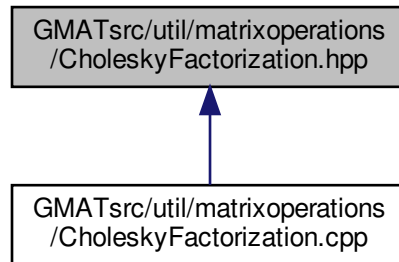 GMATsrc/util/matrixoperations
/CholeskyFactorization.hpp
GMATsrc/util/matrixoperations
/CholeskyFactorization.cpp